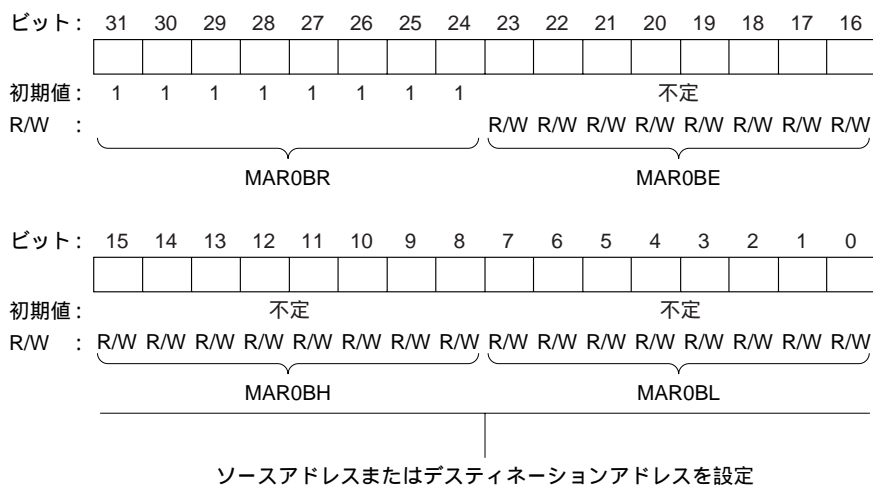 ビット: 31 30 29 28 27 26 25 24 23 22 21 20 19 18 17 16
初期値: 1 1 1 1 1 1 1 1 不定
R/W : R/W R/W R/W R/W R/W R/W R/W R/W
MAR0BR MAR0BE
ビット: 15 14 13 12 11 10 9 8 7 6 5 4 3 2 1 0
初期値: 不定 不定
R/W : R/W R/W R/W R/W R/W R/W R/W R/W R/W R/W R/W R/W R/W R/W R/W R/W
MAR0BH MAR0BL
ソースアドレスまたはデスティネーションアドレスを設定